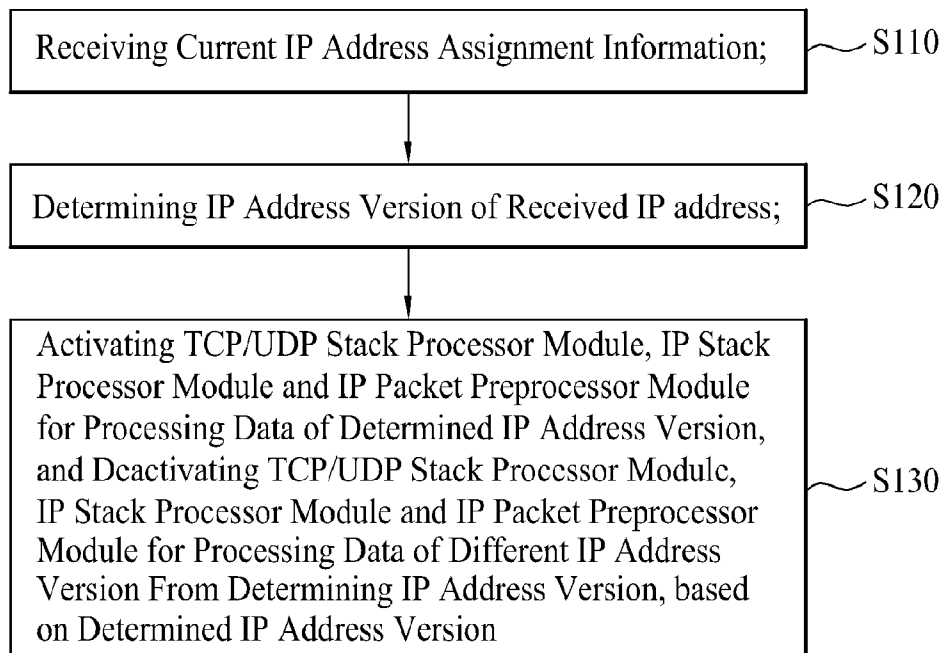 Receiving Current IP Address Assignment Information;
S110
Determining IP Address Version of Received IP address;
S120
Activating TCP/UDP Stack Processor Module, IP Stack
Processor Module and IP Packet Preprocessor Module
for Processing Data of Determined IP Address Version,
and Deactivating TCP/UDP Stack Processor Module,
IP Stack Processor Module and IP Packet Preprocessor
Module for Processing Data of Different IP Address
Version From Determining IP Address Version, based
on Determined IP Address Version
S130